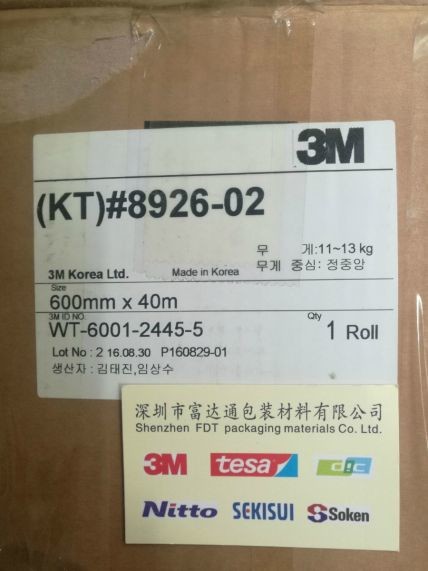 3M
(KT)#8926-02
무 게:11~13 kg
3M Korea Ltd. Made in Korea 무게 중심: 정중앙
Size
600mm x 40m
3M ID NO. Qty
WT-6001-2445-5 1 Roll
Lot No : 2 16.08.30 P160829-01
생산자 : 김태진,임상수
深圳市富达通包装材料有限公司
Shenzhen FDT packaging materials Co. Ltd.
3M tesa dic
Nitto SEKISUI Soken